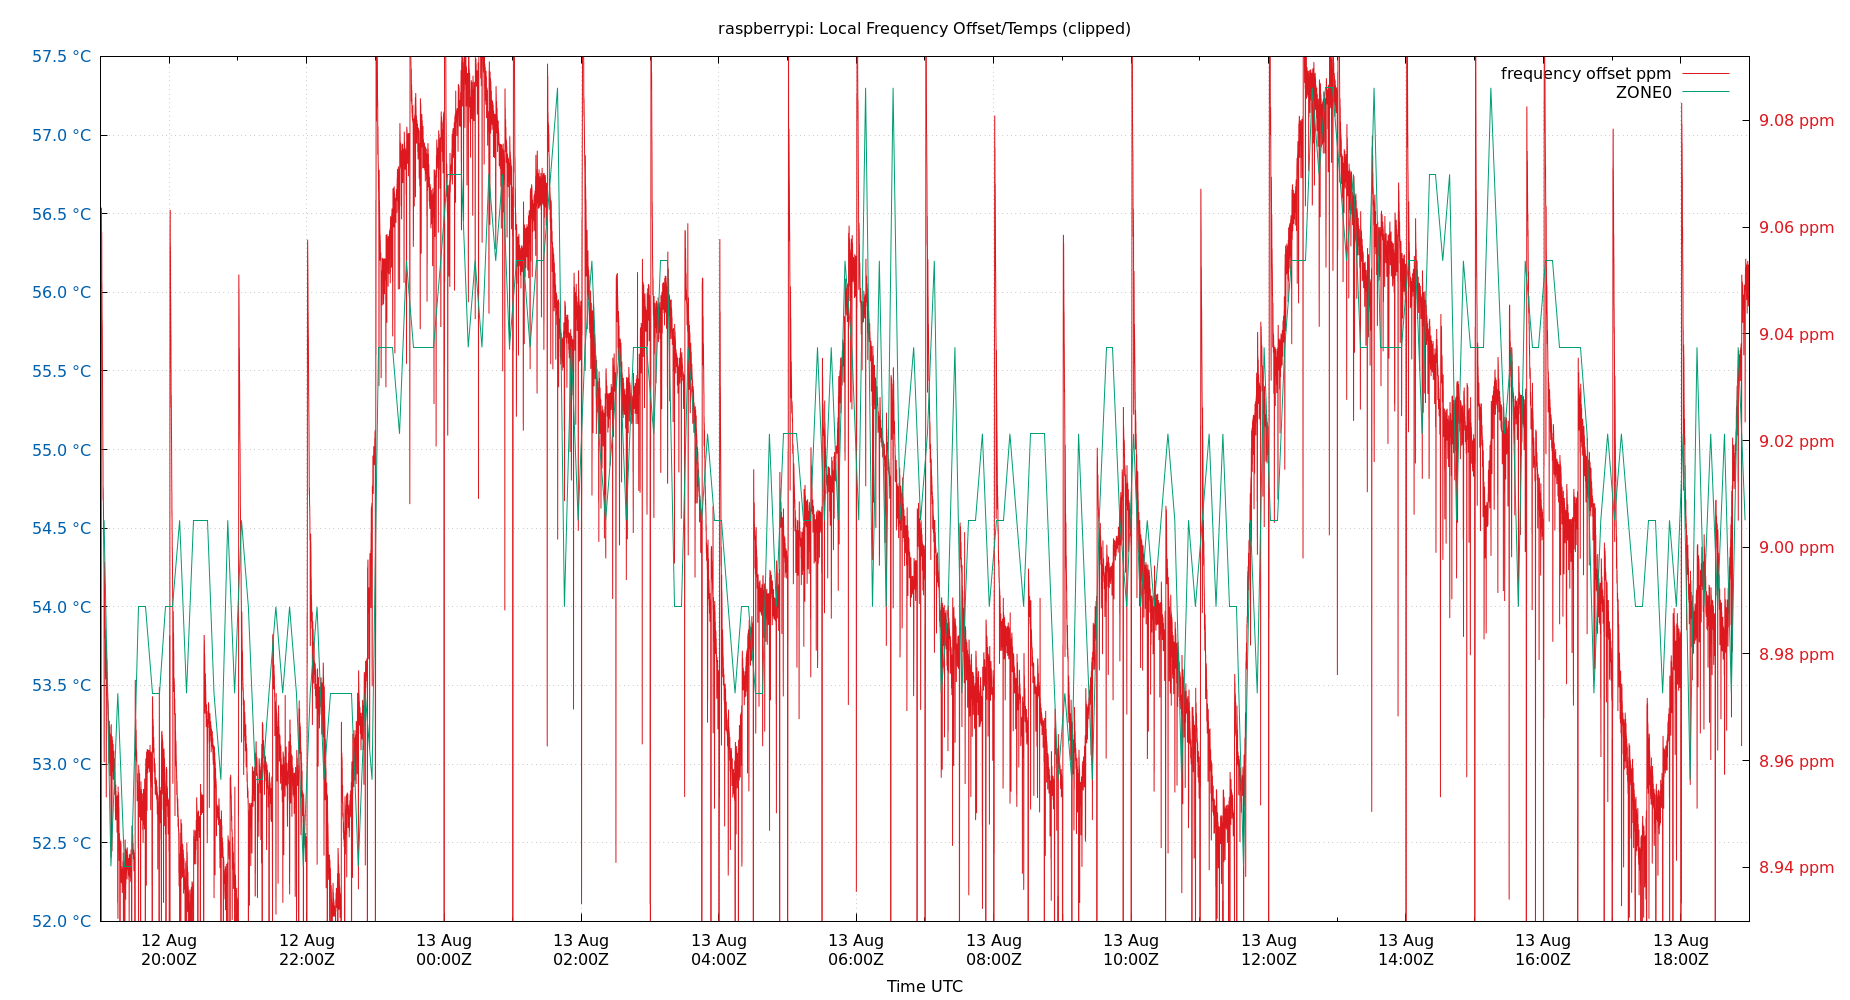 raspberrypi: Local Frequency Offset/Temps (clipped)
frequency offset ppm
ZONE0
57.5 °C
57.0 °C
56.5 °C
56.0 °C
55.5 °C
55.0 °C
54.5 °C
54.0 °C
53.5 °C
53.0 °C
52.5 °C
52.0 °C
9.08 ppm
9.06 ppm
9.04 ppm
9.02 ppm
9.00 ppm
8.98 ppm
8.96 ppm
8.94 ppm
12 Aug 12 Aug 13 Aug 13 Aug 13 Aug 13 Aug 13 Aug 13 Aug 13 Aug 13 Aug 13 Aug 13 Aug
20:00Z 22:00Z 00:00Z 02:00Z 04:00Z 06:00Z 08:00Z 10:00Z 12:00Z 14:00Z 16:00Z 18:00Z
Time UTC